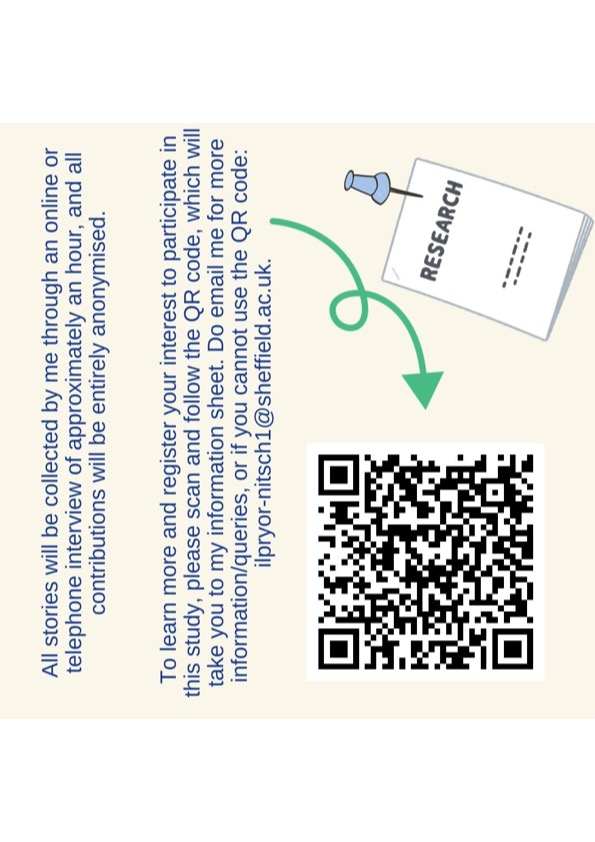 All stories will be collected by me through an online or
telephone interview of approximately an hour, and all
contributions will be entirely anonymised.
To learn more and register your interest to participate in
this study, please scan and follow the QR code, which will
take you to my information sheet. Do email me for more
information/queries, or if you cannot use the QR code:
ilpryor-nitsch1@sheffield.ac.uk.
RESEARCH